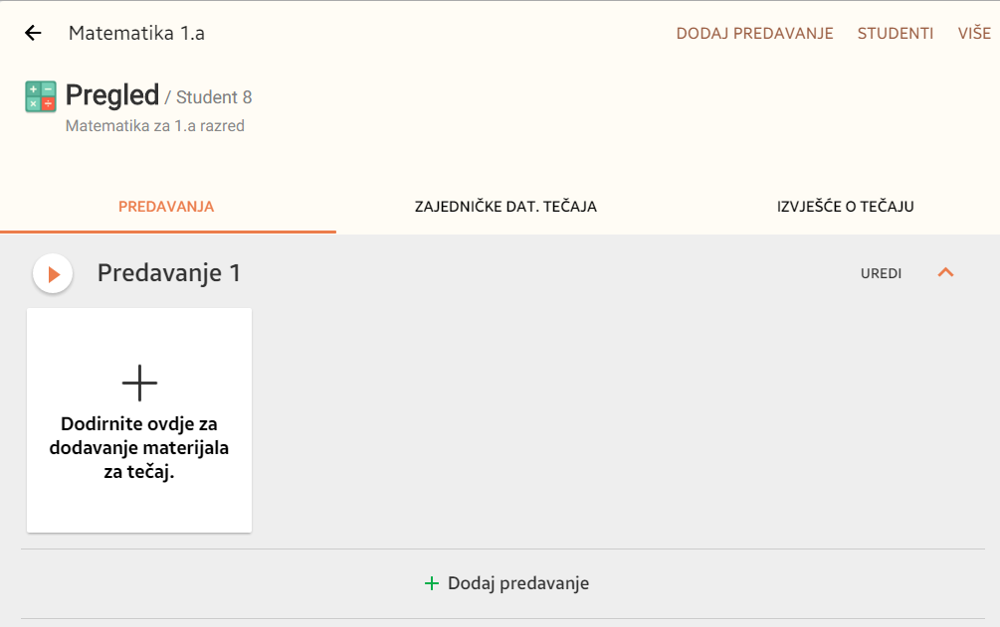 Matematika 1.a
DODAJ PREDAVANJE STUDENTI VIŠE
Pregled / Student 8
Matematika za 1.a razred
PREDAVANJA ZAJEDNIČKE DAT. TEČAJA IZVJEŠĆE O TEČAJU
Predavanje 1
UREDI
Dodirnite ovdje za
dodavanje materijala
za tečaj.
Dodaj predavanje